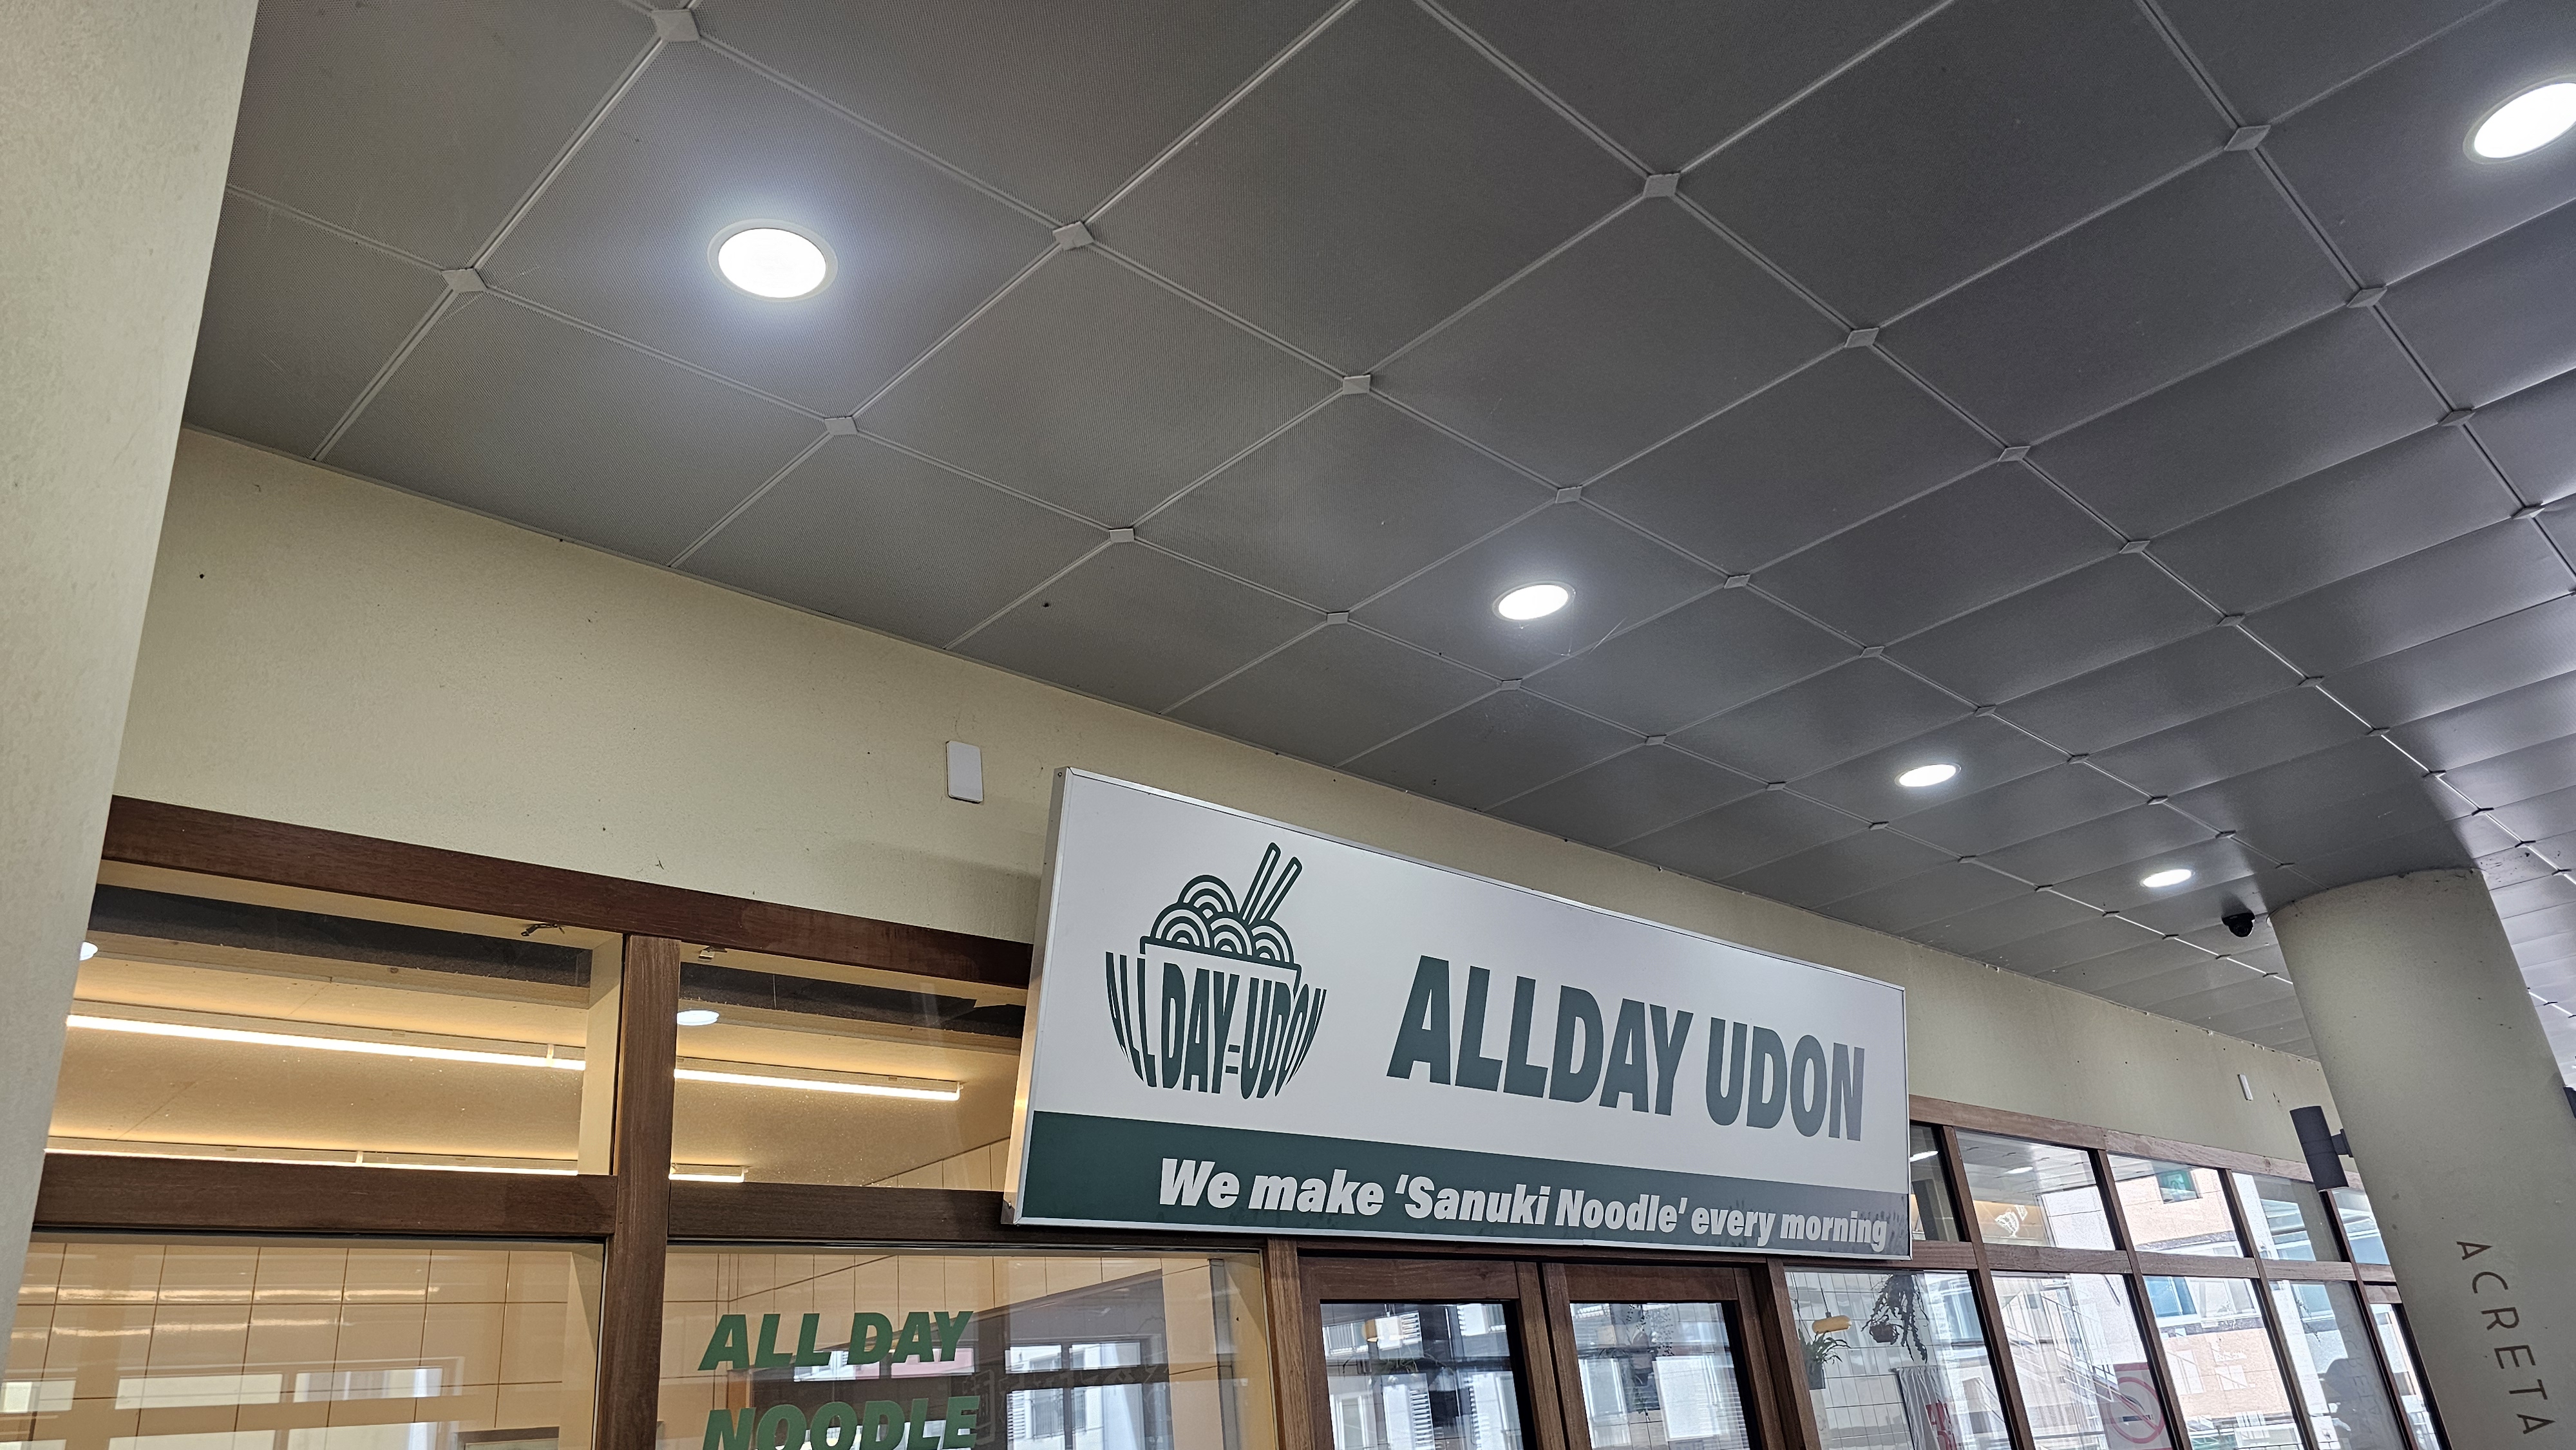 ALLDAY-UDON
ALLDAY UDON
We make ‘Sanuki Noodle’ every morning
ALL DAY
NOODLE
ACRETA